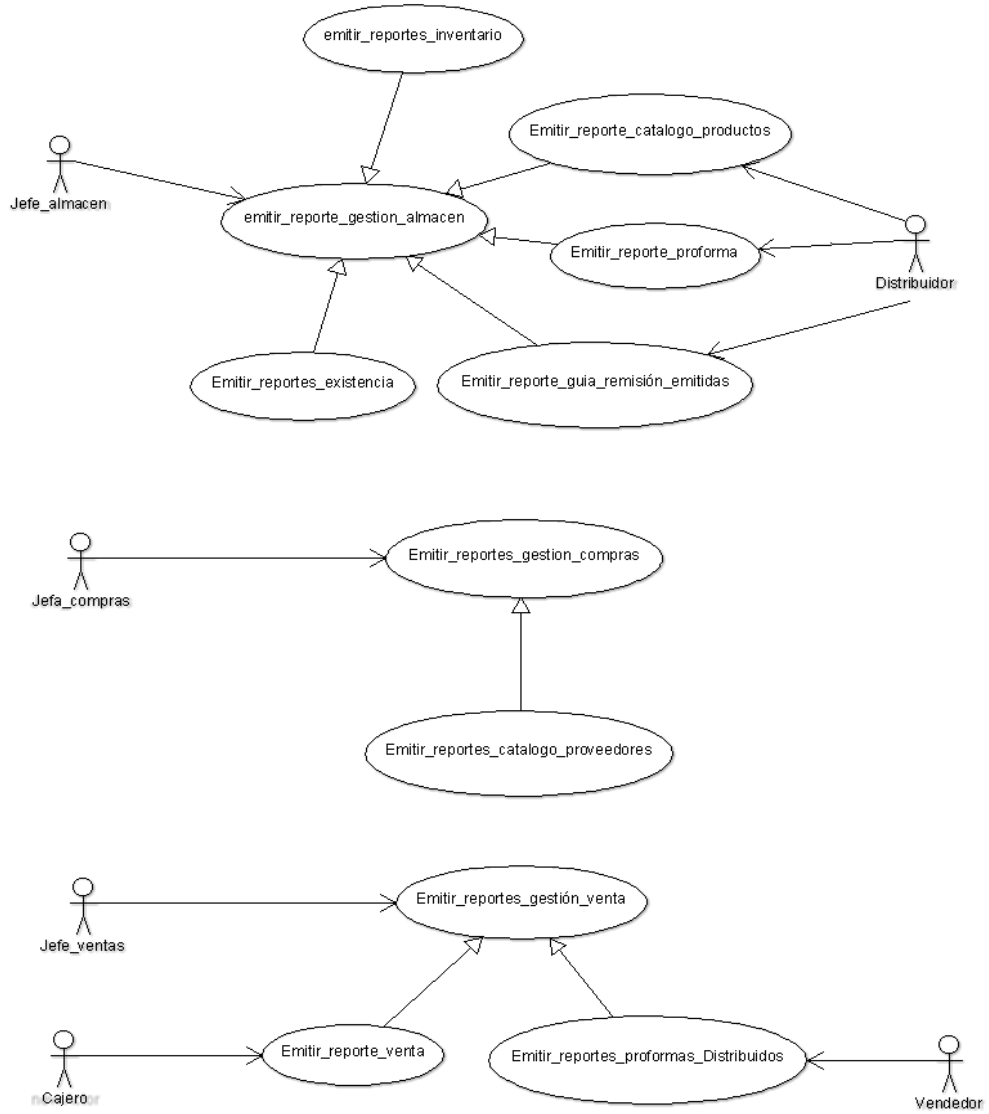 emitir_reportes_inventario
Emitir_reporte_catalogo_productos
Jefe_almacen
emitir_reporte_gestion_almacen
Emitir_reporte_proforma
Distribuidor
Emitir_reportes_existencia
Emitir_reporte_guia_remisión_emitidas
Emitir_reportes_gestion_compras
Jefa_compras
Emitir_reportes_catalogo_proveedores
Emitir_reportes_gestión_venta
Jefe_ventas
Emitir_reporte_venta
Emitir_reportes_proformas_Distribuidos
Cajero
Vendedor